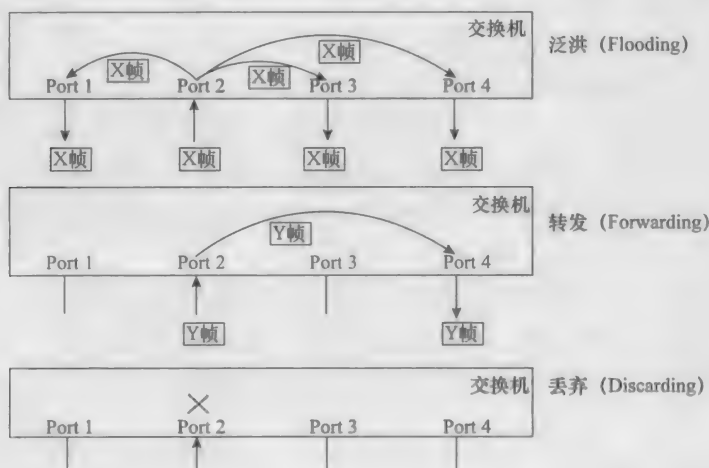 交换机
泛洪（Flooding）
X帧
X帧
X帧
Port 1 Port 2 Port 3 Port 4
X帧 X帧 X帧 X帧
交换机
转发（Forwarding）
Y帧
Port 1 Port 2 Port 3 Port 4
Y帧 Y帧
交换机
丢弃（Discarding）
Port 1 Port 2 Port 3 Port 4